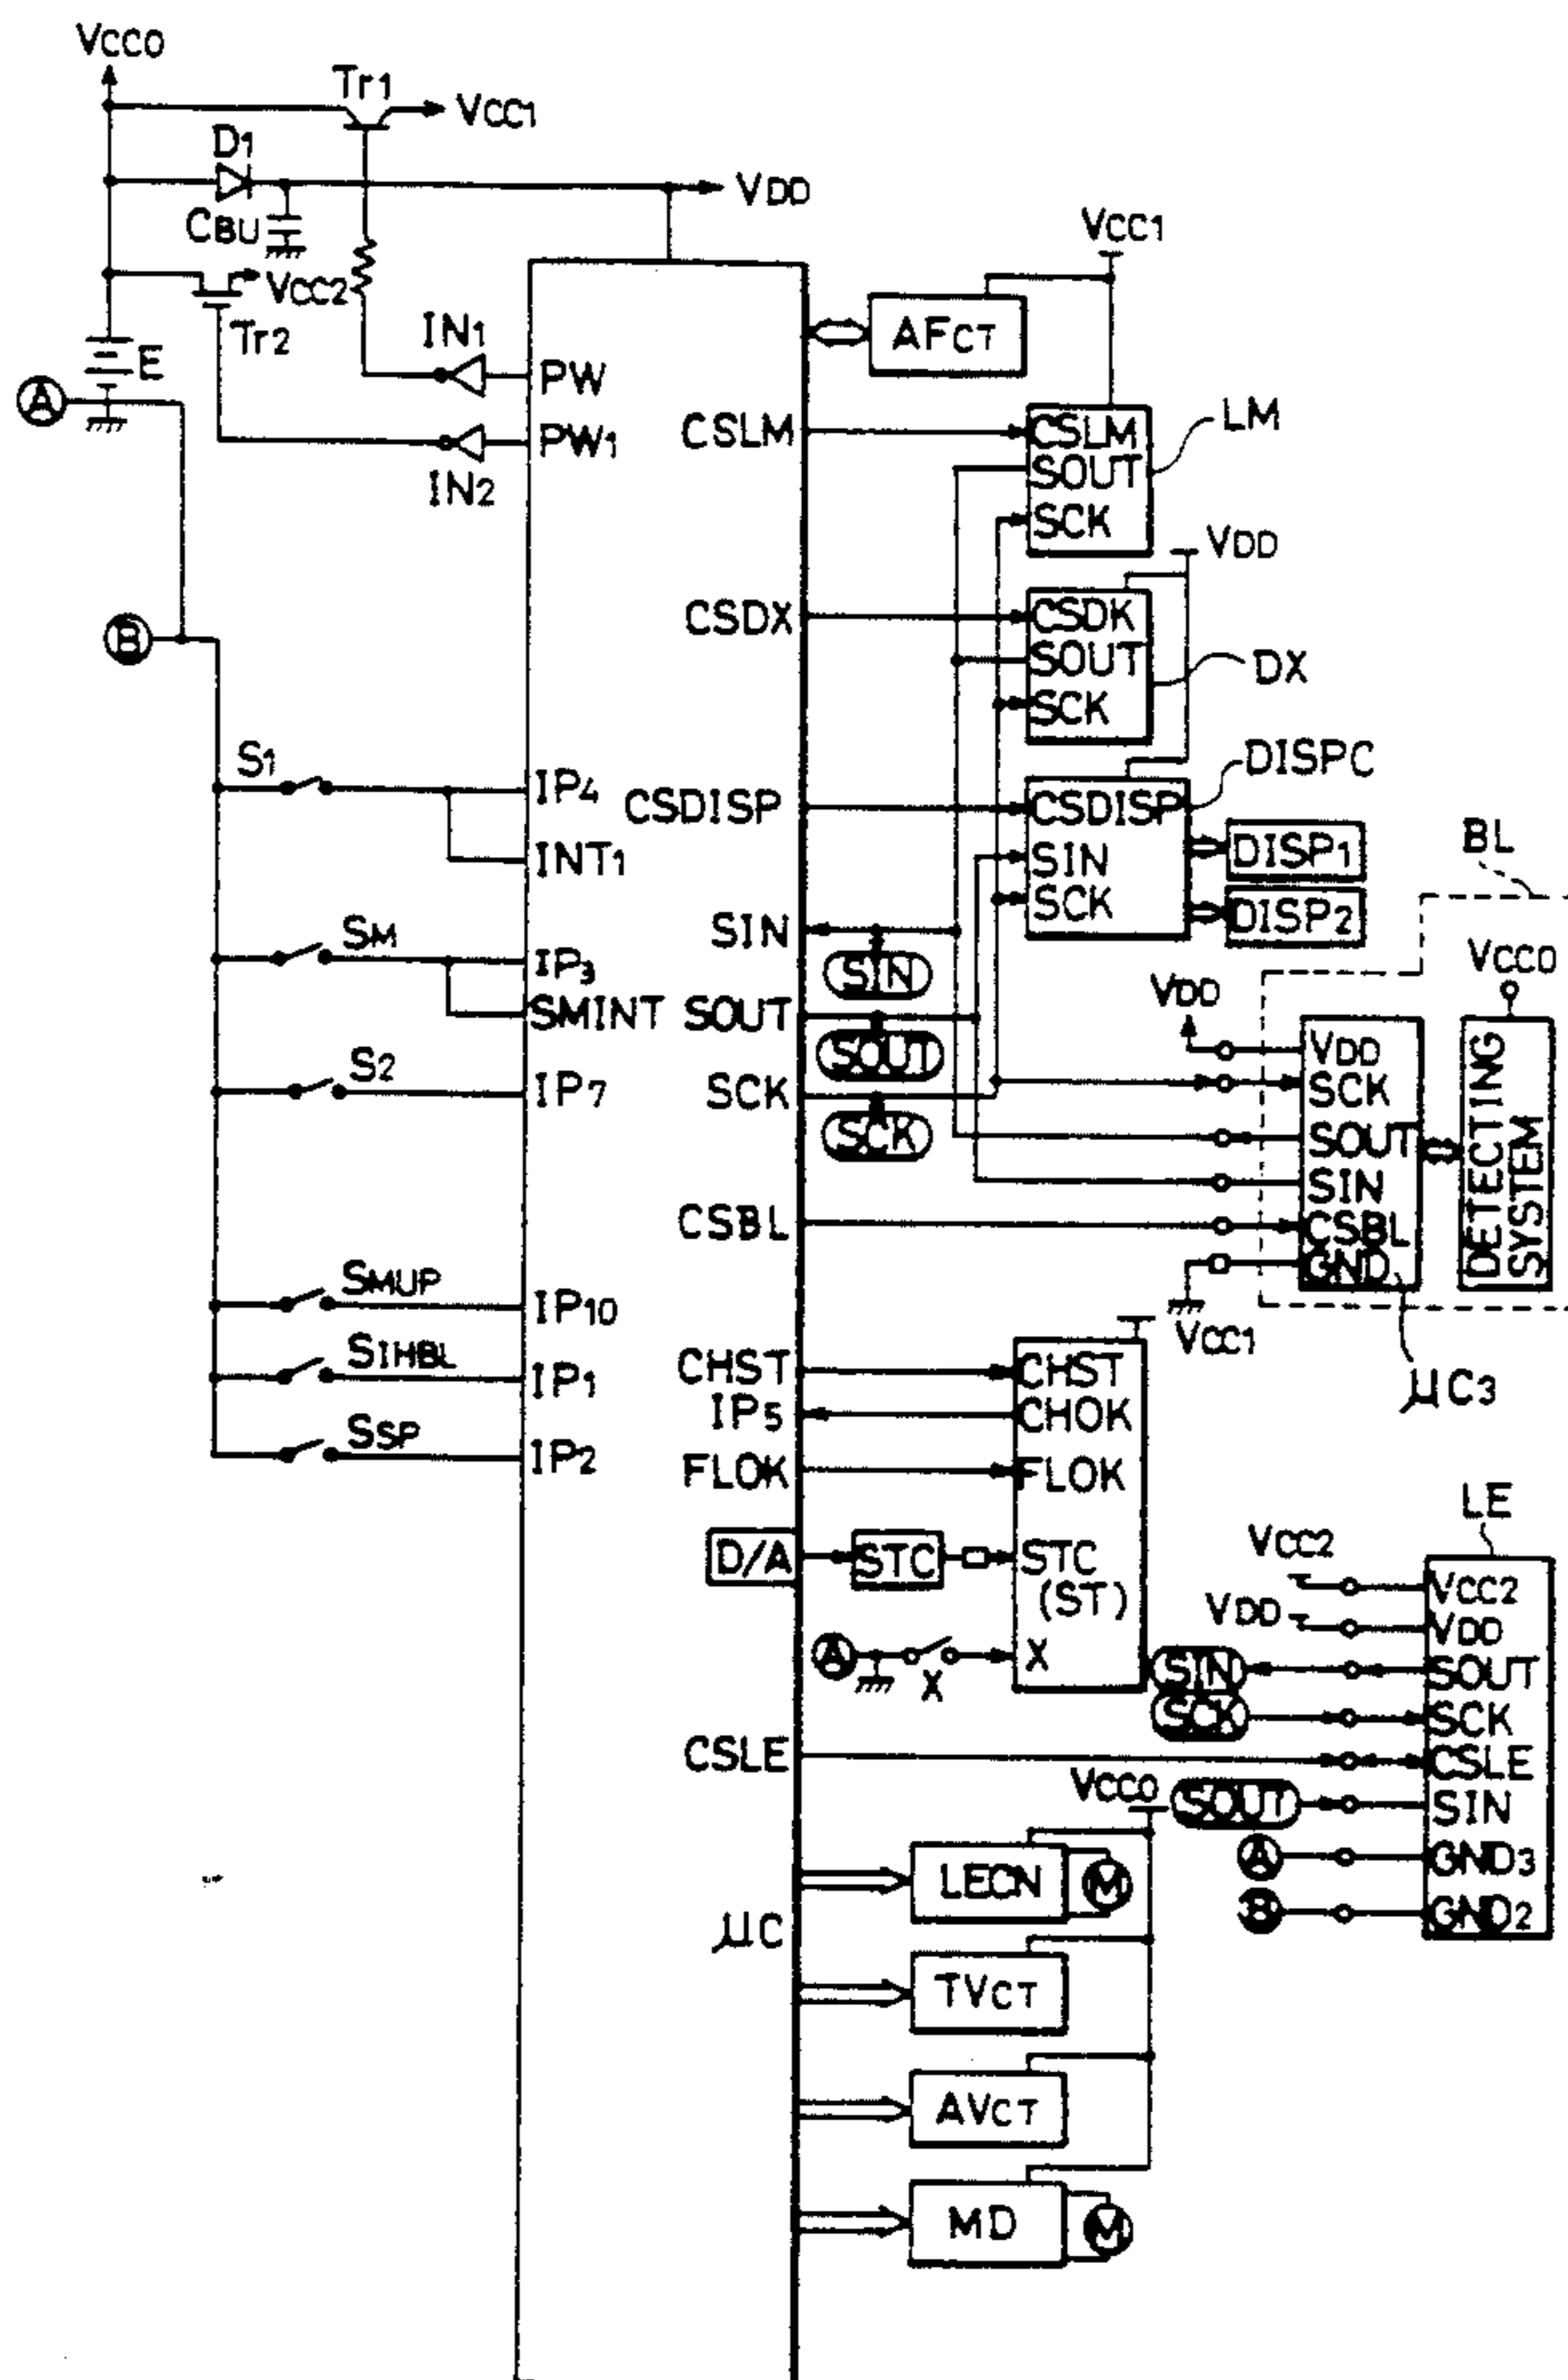 VCC0
Tr1
VCC1
D1
VDD
CBU
VCC2
Tr2
E
A
IN1
PW
PW1
IN2
B
S1
IP4
INT1
SM
IP3
SMINT
S2
IP7
SMUP
IP10
SIHBL
IP1
SSP
IP2
CSLM
CSDX
CSDISP
SIN
SIN
SOUT
SOUT
SCK
SCK
CSBL
CHST
IP5
FLOK
D/A
STC
CSLE
μC
VCC1
AFCT
CSLM
SOUT
SCK
LM
VDD
CSDK
SOUT
SCK
DX
DISPC
CSDISP
SIN
SCK
DISP1
DISP2
BL
VCC0
VDD
VDD
SCK
SOUT
SIN
CSBL
GND
DETECTING
SYSTEM
μC3
VCC1
CHST
CHOK
FLOK
STC
(ST)
X
A
X
LE
VCC2
VCC2
VDD
VDD
SIN
SOUT
SCK
SCK
CSLE
SOUT
SIN
A
GND3
B
GND2
VCC0
LECN
M
TVCT
AVCT
MD
M